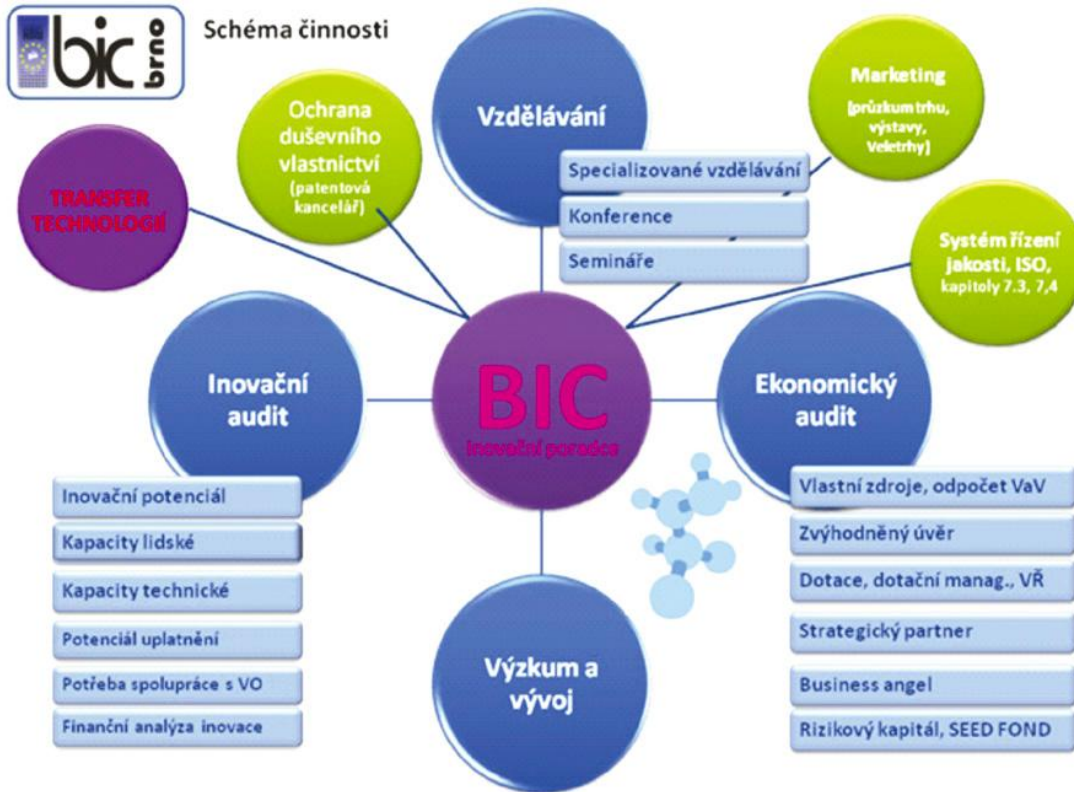 bic
brno
Schéma činnosti
Ochrana
duševního
vlastnictví
(patentová
kancelář)
Vzdělávání
Marketing
(průzkum trhu,
výstavy,
Veletrhy)
TRANSFER
TECHNOLOGIÍ
Specializované vzdělávání
Konference
Semináře
Systém řízení
jakosti, ISO,
kapitoly 7.3, 7,4
Inovační
audit
BIC
inovační poradce
Ekonomický
audit
Inovační potenciál
Kapacity lidské
Kapacity technické
Potenciál uplatnění
Potřeba spolupráce s VO
Finanční analýza inovace
Výzkum a
vývoj
Vlastní zdroje, odpočet VaV
Zvýhodněný úvěr
Dotace, dotační manag., VŘ
Strategický partner
Business angel
Rizikový kapitál, SEED FOND